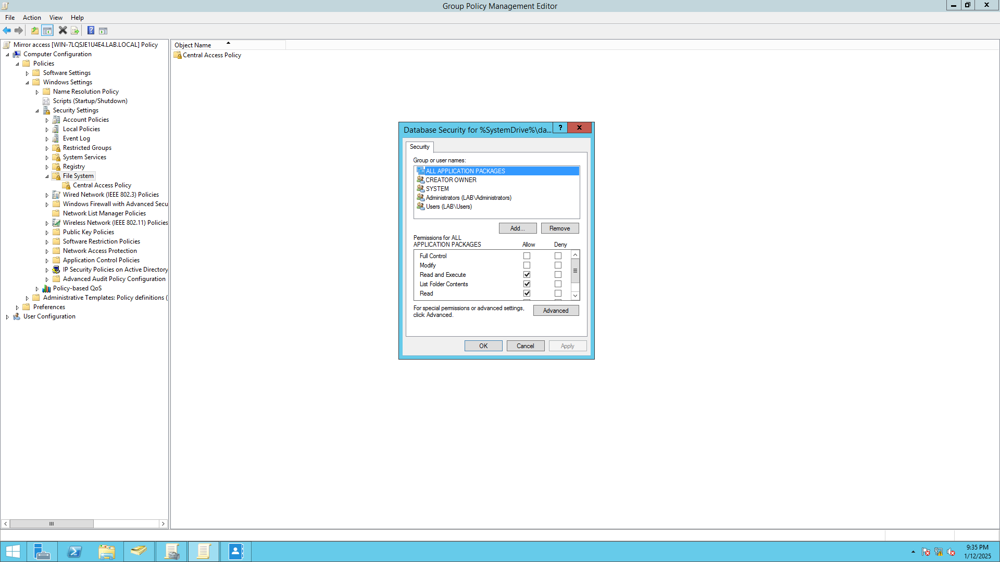 Group Policy Management Editor
File Action View Help
Mirror access [WIN-7LQSJE1U4E4.LAB.LOCAL] Policy
Computer Configuration
Policies
Software Settings
Windows Settings
Name Resolution Policy
Scripts (Startup/Shutdown)
Security Settings
Account Policies
Local Policies
Event Log
Restricted Groups
System Services
Registry
File System
Central Access Policy
Wired Network (IEEE 802.3) Policies
Windows Firewall with Advanced Secu
Network List Manager Policies
Wireless Network (IEEE 802.11) Policies
Public Key Policies
Software Restriction Policies
Network Access Protection
Application Control Policies
IP Security Policies on Active Directory
Advanced Audit Policy Configuration
Policy-based QoS
Administrative Templates: Policy definitions (
Preferences
User Configuration
Object Name
Central Access Policy
Database Security for %SystemDrive%\da...
Security
Group or user names:
ALL APPLICATION PACKAGES
CREATOR OWNER
SYSTEM
Administrators (LAB\Administrators)
Users (LAB\Users)
Add... Remove
Permissions for ALL
APPLICATION PACKAGES Allow Deny
Full Control
Modify
Read and Execute
List Folder Contents
Read
For special permissions or advanced settings,
click Advanced.
Advanced
OK Cancel Apply
9:35 PM
1/12/2025